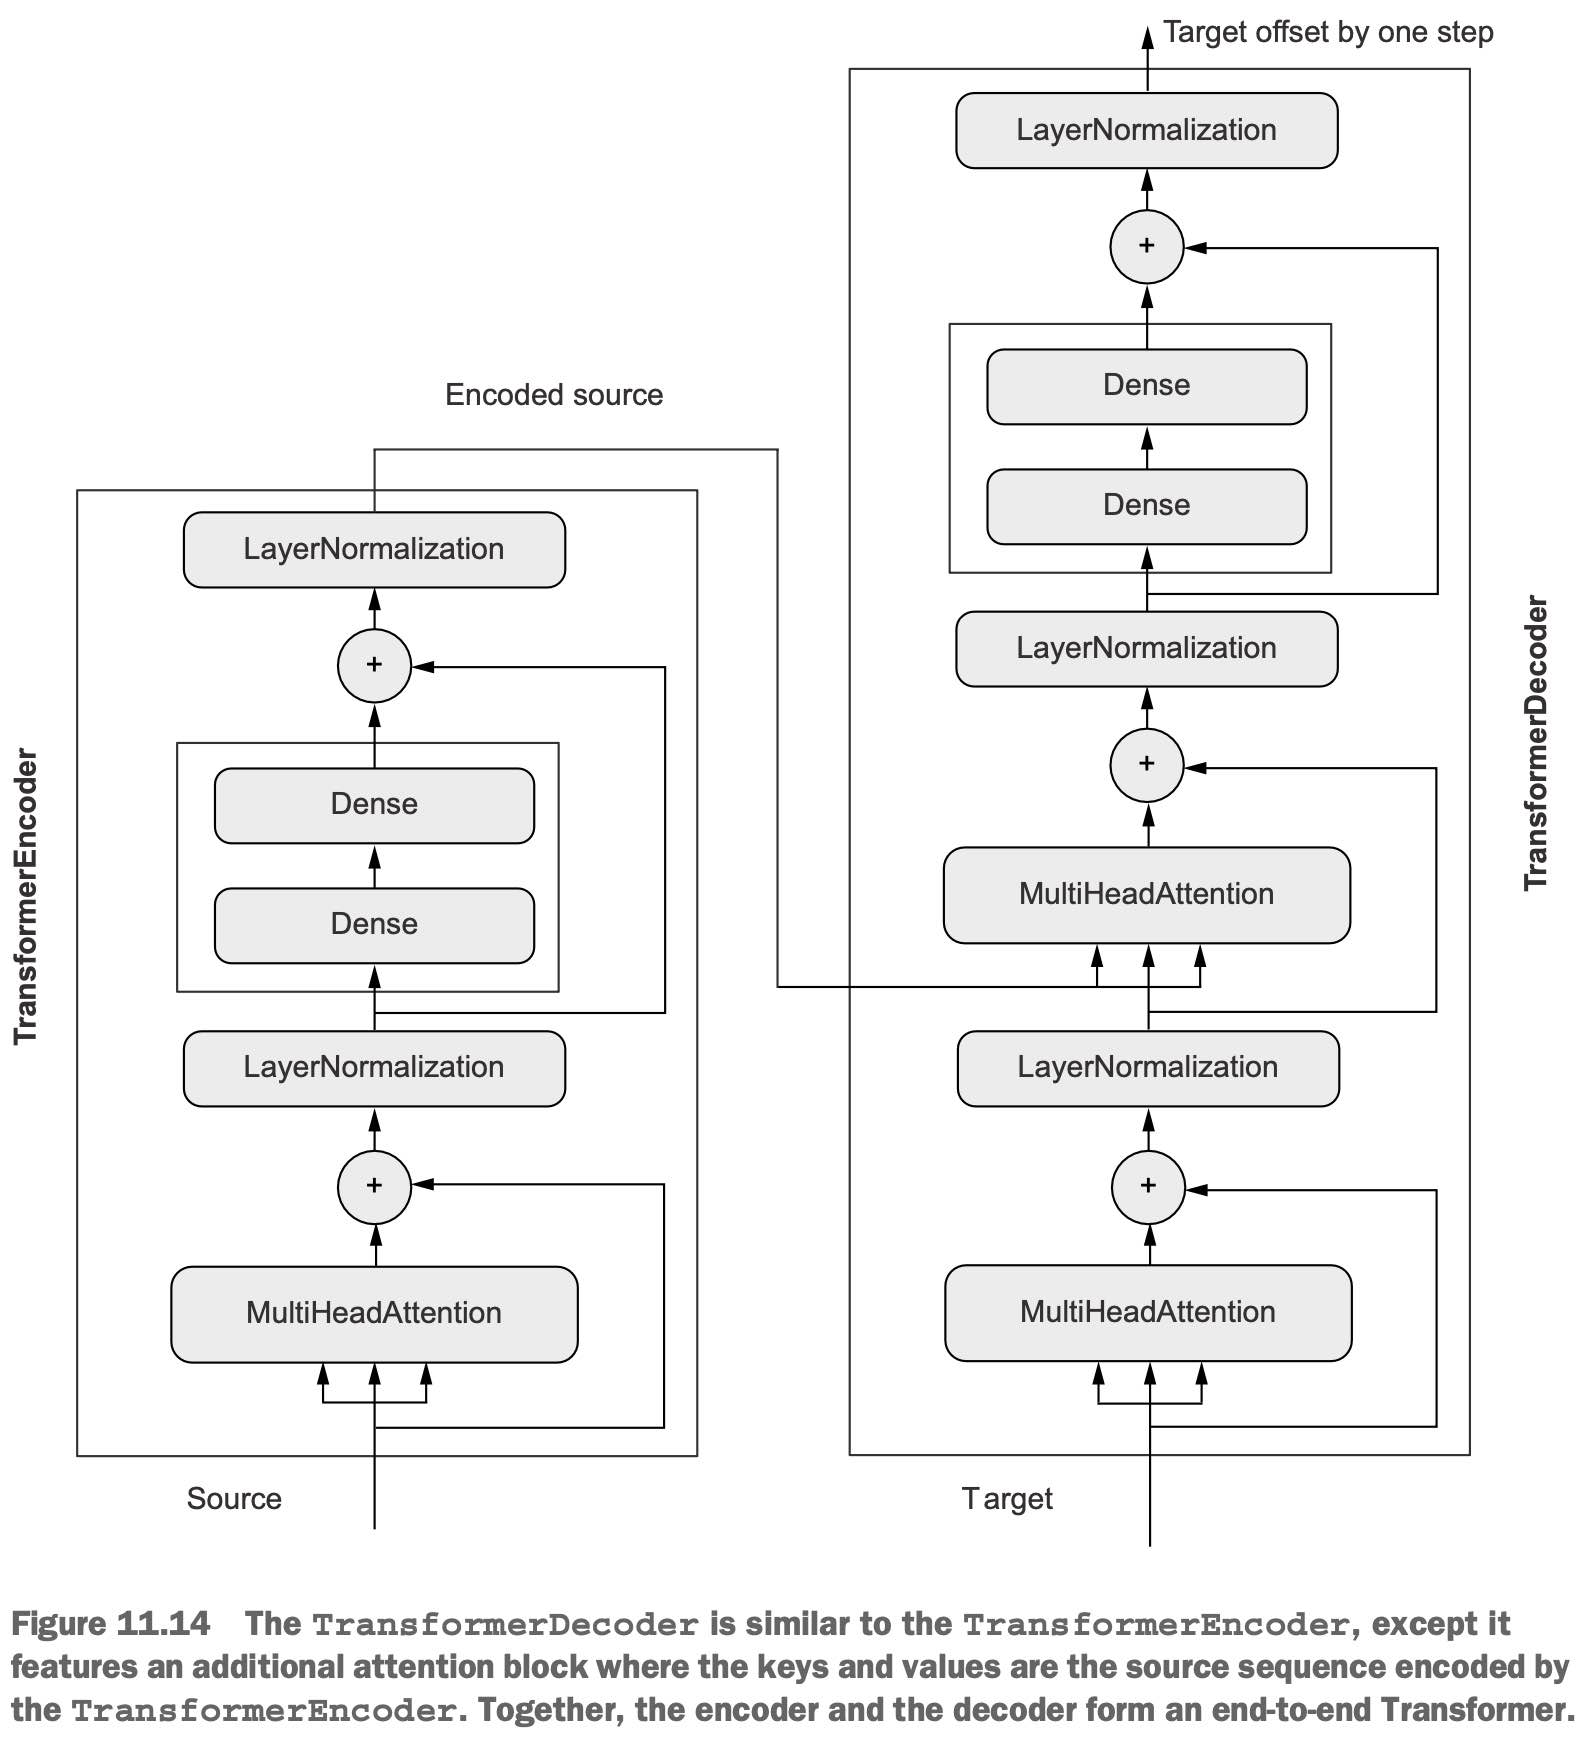 Target offset by one step
LayerNormalization
+
Dense
Dense
LayerNormalization
+
MultiHeadAttention
LayerNormalization
+
MultiHeadAttention
Target
TransformerDecoder
Encoded source
LayerNormalization
+
Dense
Dense
LayerNormalization
+
MultiHeadAttention
Source
TransformerEncoder
Figure 11.14 The TransformerDecoder is similar to the TransformerEncoder, except it
features an additional attention block where the keys and values are the source sequence encoded by
the TransformerEncoder. Together, the encoder and the decoder form an end-to-end Transformer.